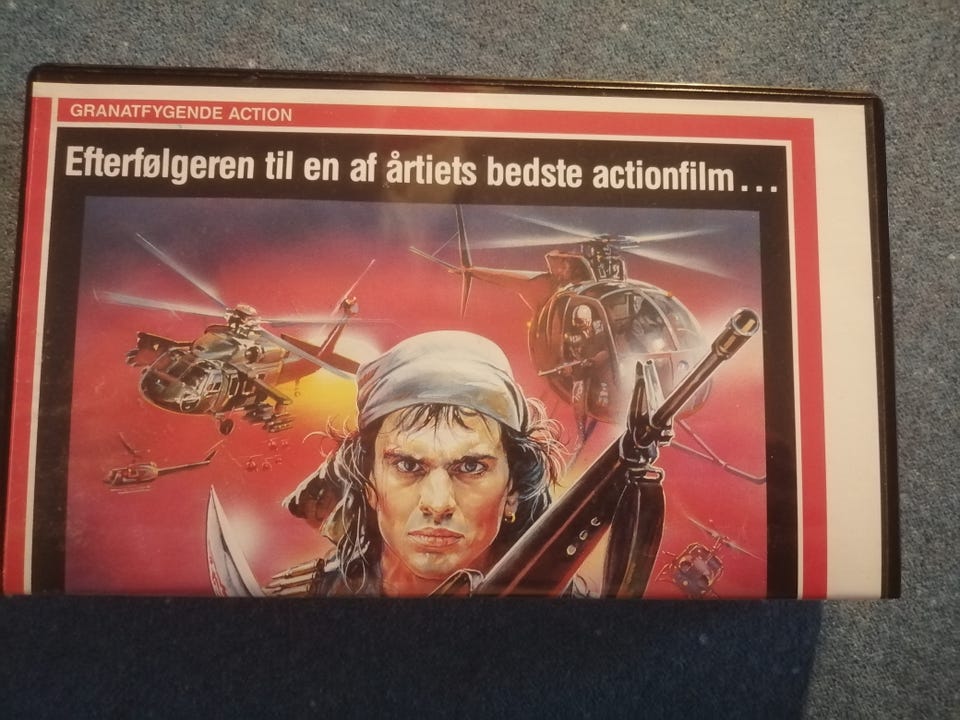 GRANATFYGENDE ACTION
Efterfølgeren til en af årtiets bedste actionfilm...